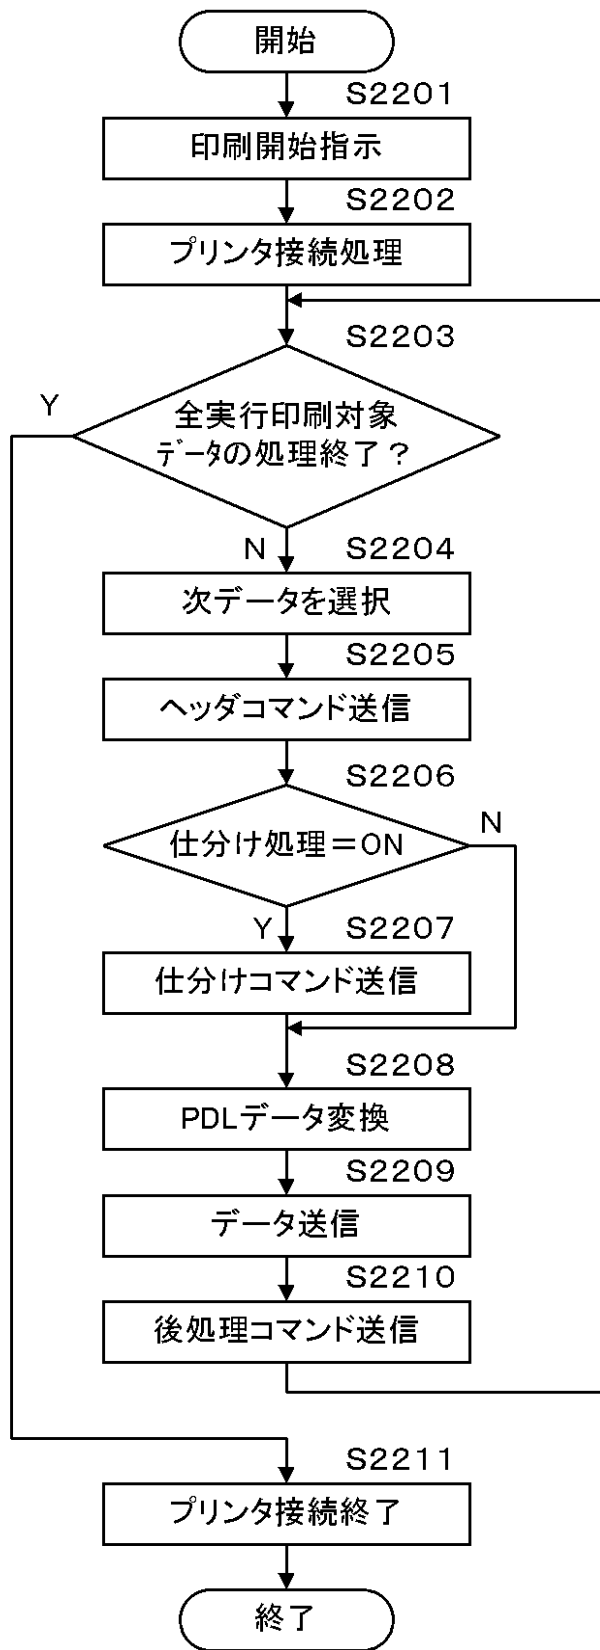 開始
S2201
印刷開始指示
S2202
プリンタ接続処理
S2203
Y
全実行印刷対象
データの処理終了？
N
S2204
次データを選択
S2205
ヘッダコマンド送信
S2206
仕分け処理＝ON
N
Y
S2207
仕分けコマンド送信
S2208
PDLデータ変換
S2209
データ送信
S2210
後処理コマンド送信
S2211
プリンタ接続終了
終了